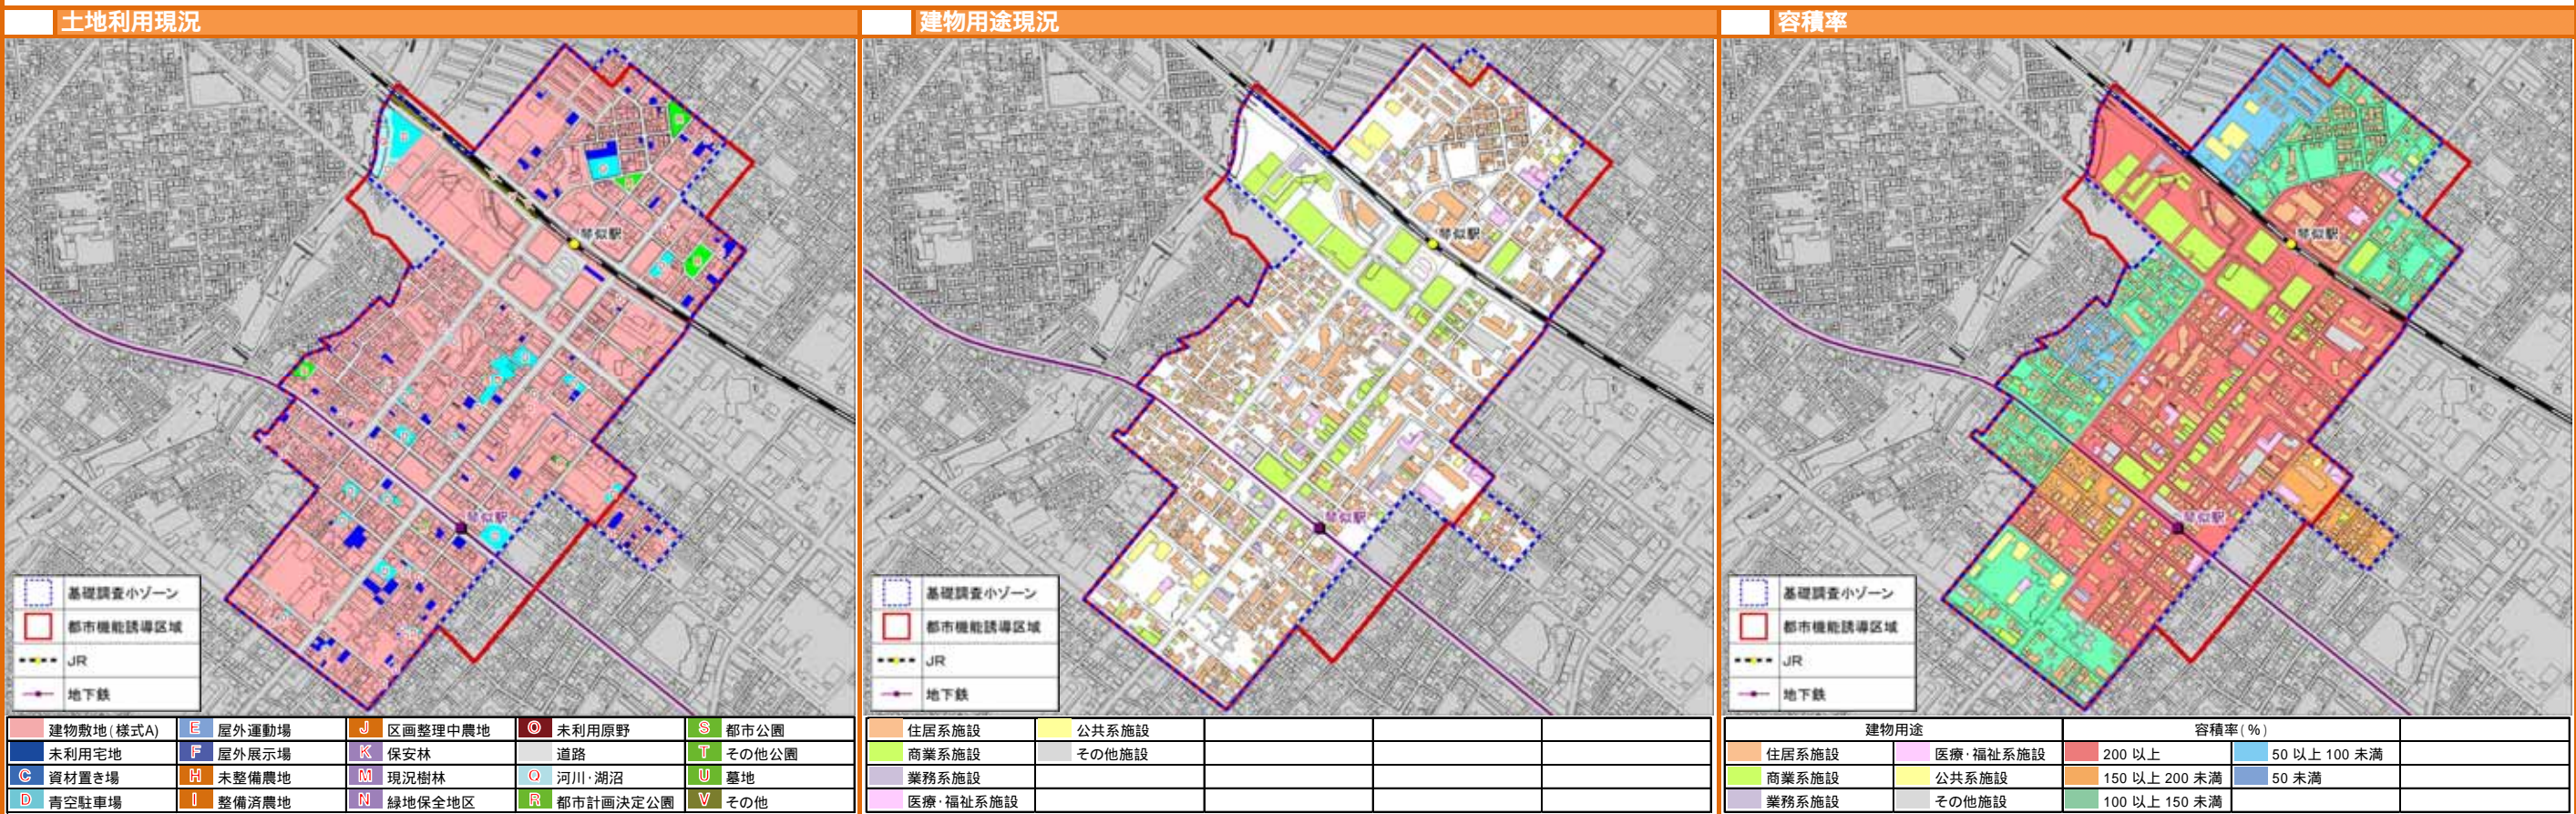 土地利用現況
琴似駅
琴似駅
基礎調査小ゾーン
都市機能誘導区域
JR
地下鉄
建物敷地(様式A)
E 屋外運動場
J 区画整理中農地
O 未利用原野
S 都市公園
未利用宅地
F 屋外展示場
K 保安林
道路
T その他公園
C 資材置き場
H 未整備農地
M 現況樹林
Q 河川・湖沼
U 墓地
D 青空駐車場
I 整備済農地
N 緑地保全地区
R 都市計画決定公園
V その他
建物用途現況
琴似駅
琴似駅
基礎調査小ゾーン
都市機能誘導区域
JR
地下鉄
住居系施設
公共系施設
商業系施設
その他施設
業務系施設
医療・福祉系施設
容積率
琴似駅
琴似駅
基礎調査小ゾーン
都市機能誘導区域
JR
地下鉄
建物用途
容積率(%)
住居系施設
医療・福祉系施設
200 以上
50 以上 100 未満
商業系施設
公共系施設
150 以上 200 未満
50 未満
業務系施設
その他施設
100 以上 150 未満